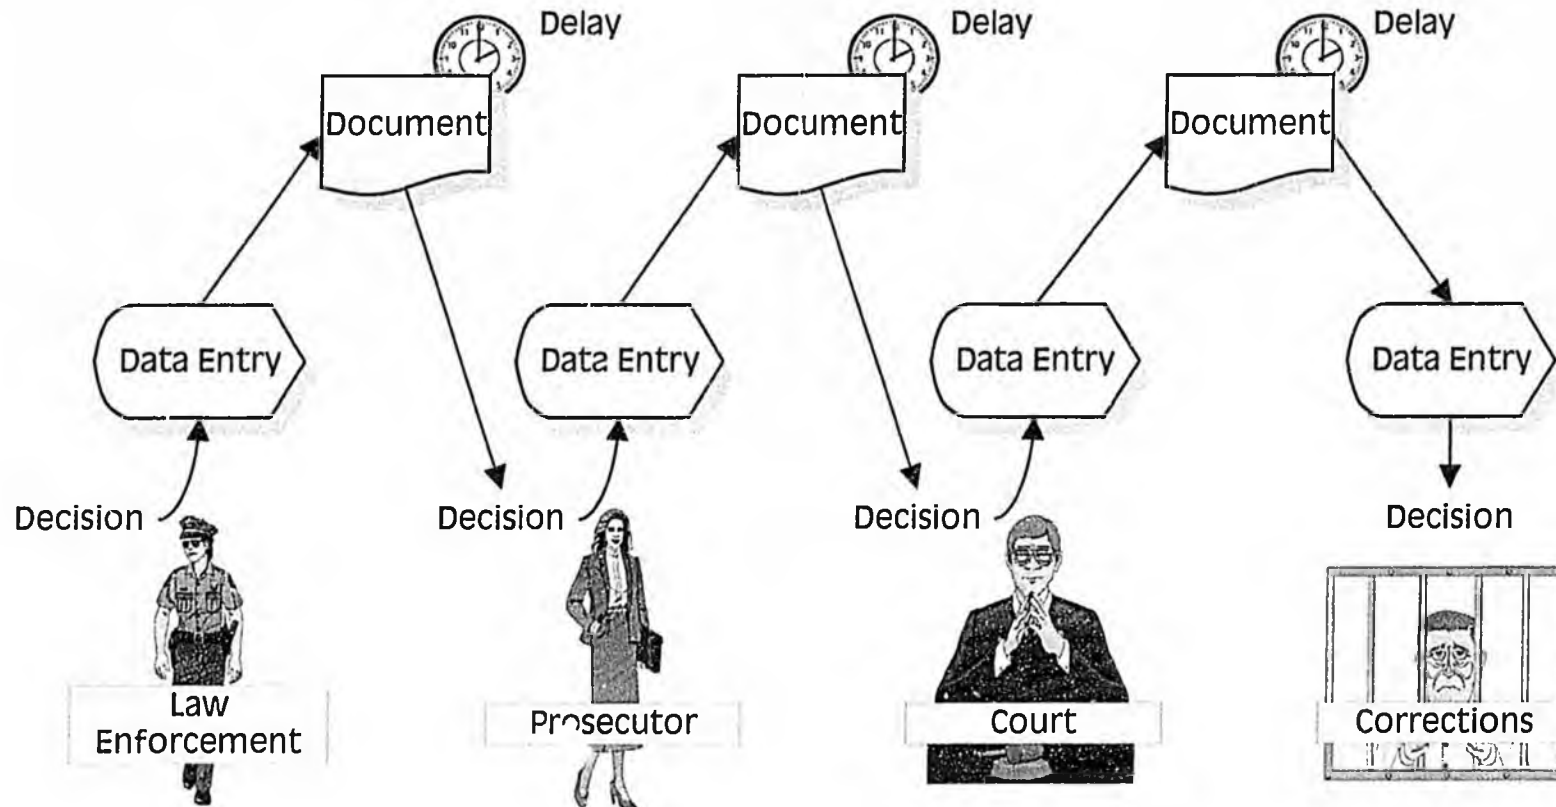 Delay
Delay
Delay
Document
Document
Document
Data Entry
Data Entry
Data Entry
Data Entry
Decision
Decision
Decision
Decision
Law
Enforcement
Prosecutor
Court
Corrections